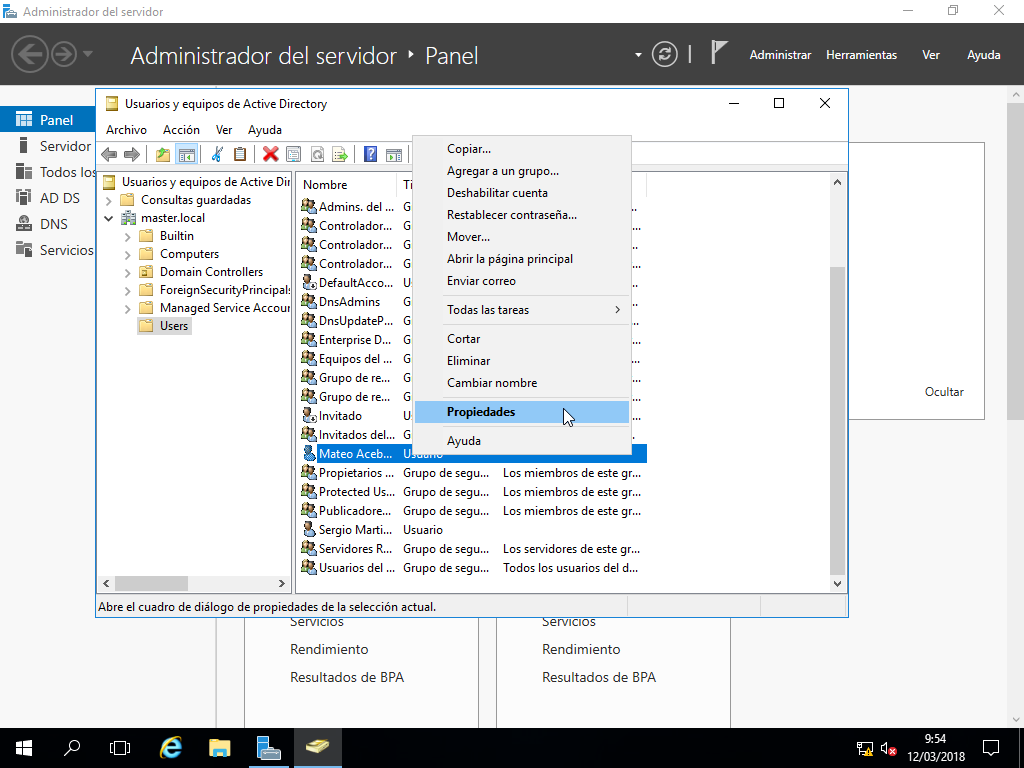 Administrador del servidor
Administrador del servidor
Panel
Administrar
Herramientas
Ver
Ayuda
Panel
Servidor
Todos los
AD DS
DNS
Servicios
Usuarios y equipos de Active Directory
Archivo
Acción
Ver
Ayuda
Usuarios y equipos de Active Dir
Consultas guardadas
master.local
Builtin
Computers
Domain Controllers
ForeignSecurityPrincipals
Managed Service Accoun
Users
Nombre
Admins. del ...
Controlador...
Controlador...
Controlador...
DefaultAcco...
DnsAdmins
DnsUpdateP...
Enterprise D...
Equipos del ...
Grupo de re...
Grupo de re...
Invitado
Invitados del...
Mateo Aceb... Usuario
Propietarios ... Grupo de segu... Los miembros de este gr...
Protected Us... Grupo de segu... Los miembros de este gr...
Publicadore... Grupo de segu... Los miembros de este gr...
Sergio Marti... Usuario
Servidores R... Grupo de segu... Los servidores de este gr...
Usuarios del ... Grupo de segu... Todos los usuarios del d...
Copiar...
Agregar a un grupo...
Deshabilitar cuenta
Restablecer contraseña...
Mover...
Abrir la página principal
Enviar correo
Todas las tareas
Cortar
Eliminar
Cambiar nombre
Propiedades
Ayuda
Ocultar
Abre el cuadro de diálogo de propiedades de la selección actual.
Servicios
Rendimiento
Resultados de BPA
Servicios
Rendimiento
Resultados de BPA
9:54
12/03/2018